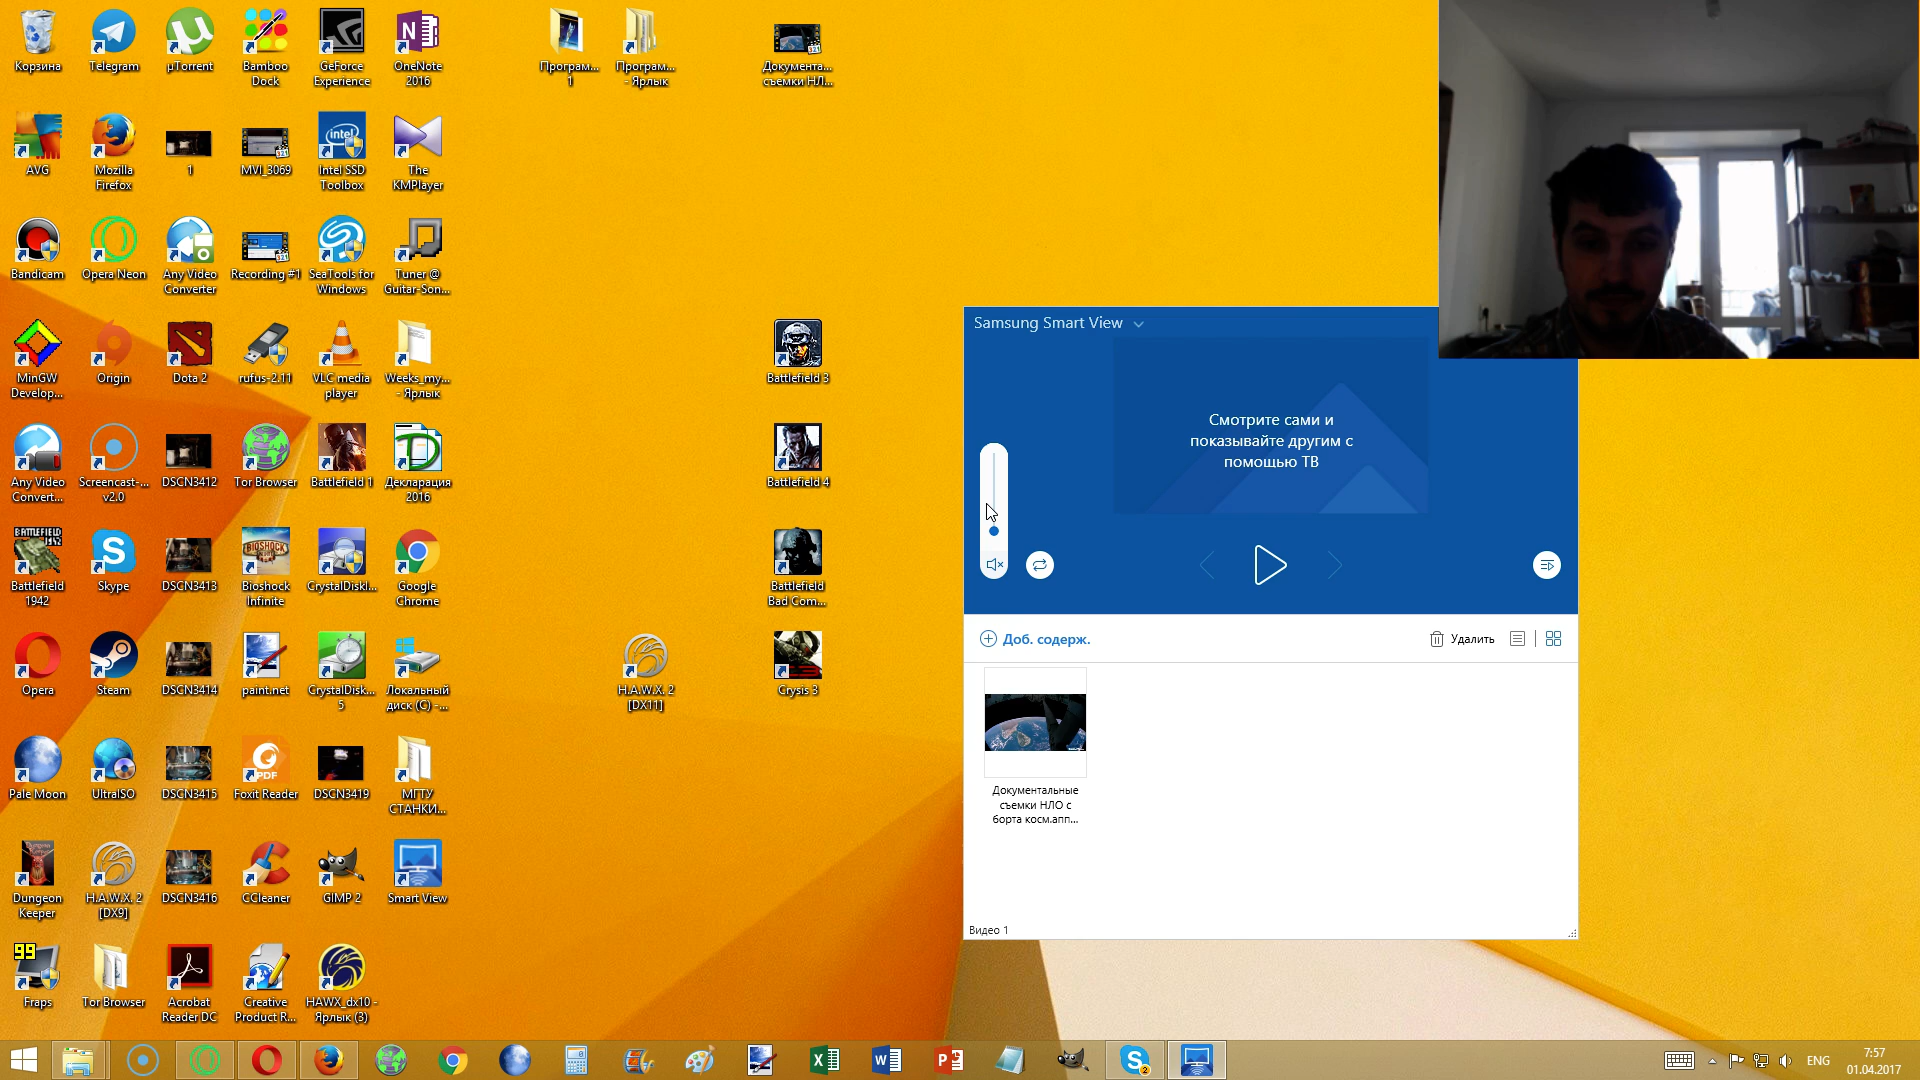 Корзина
Telegram
µTorrent
Bamboo
Dock
GeForce
Experience
OneNote
2016
Програм...
1
Програм...
- Ярлык
Документа...
съемки НЛ...
AVG
Mozilla
Firefox
1
MVI_3069
Intel SSD
Toolbox
The
KMPlayer
Bandicam
Opera Neon
Any Video
Converter
Recording #1
SeaTools for
Windows
Tuner @
Guitar-Son...
MinGW
Develop...
Origin
Dota 2
rufus-2.11
VLC media
player
Weeks_my...
- Ярлык
Battlefield 3
Any Video
Convert...
Screencast-...
v2.0
DSCN3412
Tor Browser
Battlefield 1
Декларация
2016
Battlefield 4
Battlefield
1942
Skype
DSCN3413
Bioshock
Infinite
CrystalDiskI...
Google
Chrome
Battlefield
Bad Com...
Opera
Steam
DSCN3414
paint.net
CrystalDisk...
5
Локальный
диск (C) -...
H.A.W.X. 2
[DX11]
Crysis 3
Pale Moon
UltraISO
DSCN3415
Foxit Reader
DSCN3419
МГТУ
СТАНКИ...
Dungeon
Keeper
H.A.W.X. 2
[DX9]
DSCN3416
CCleaner
GIMP 2
Smart View
Fraps
Tor Browser
Acrobat
Reader DC
Creative
Product R...
HAWX_dx10 -
Ярлык (3)
Samsung Smart View
Смотрите сами и
показывайте другим с
помощью ТВ
Доб. содерж.
Удалить
Документальные
съемки НЛО с
борта косм.апп...
Видео 1
ENG
7:57
01.04.2017